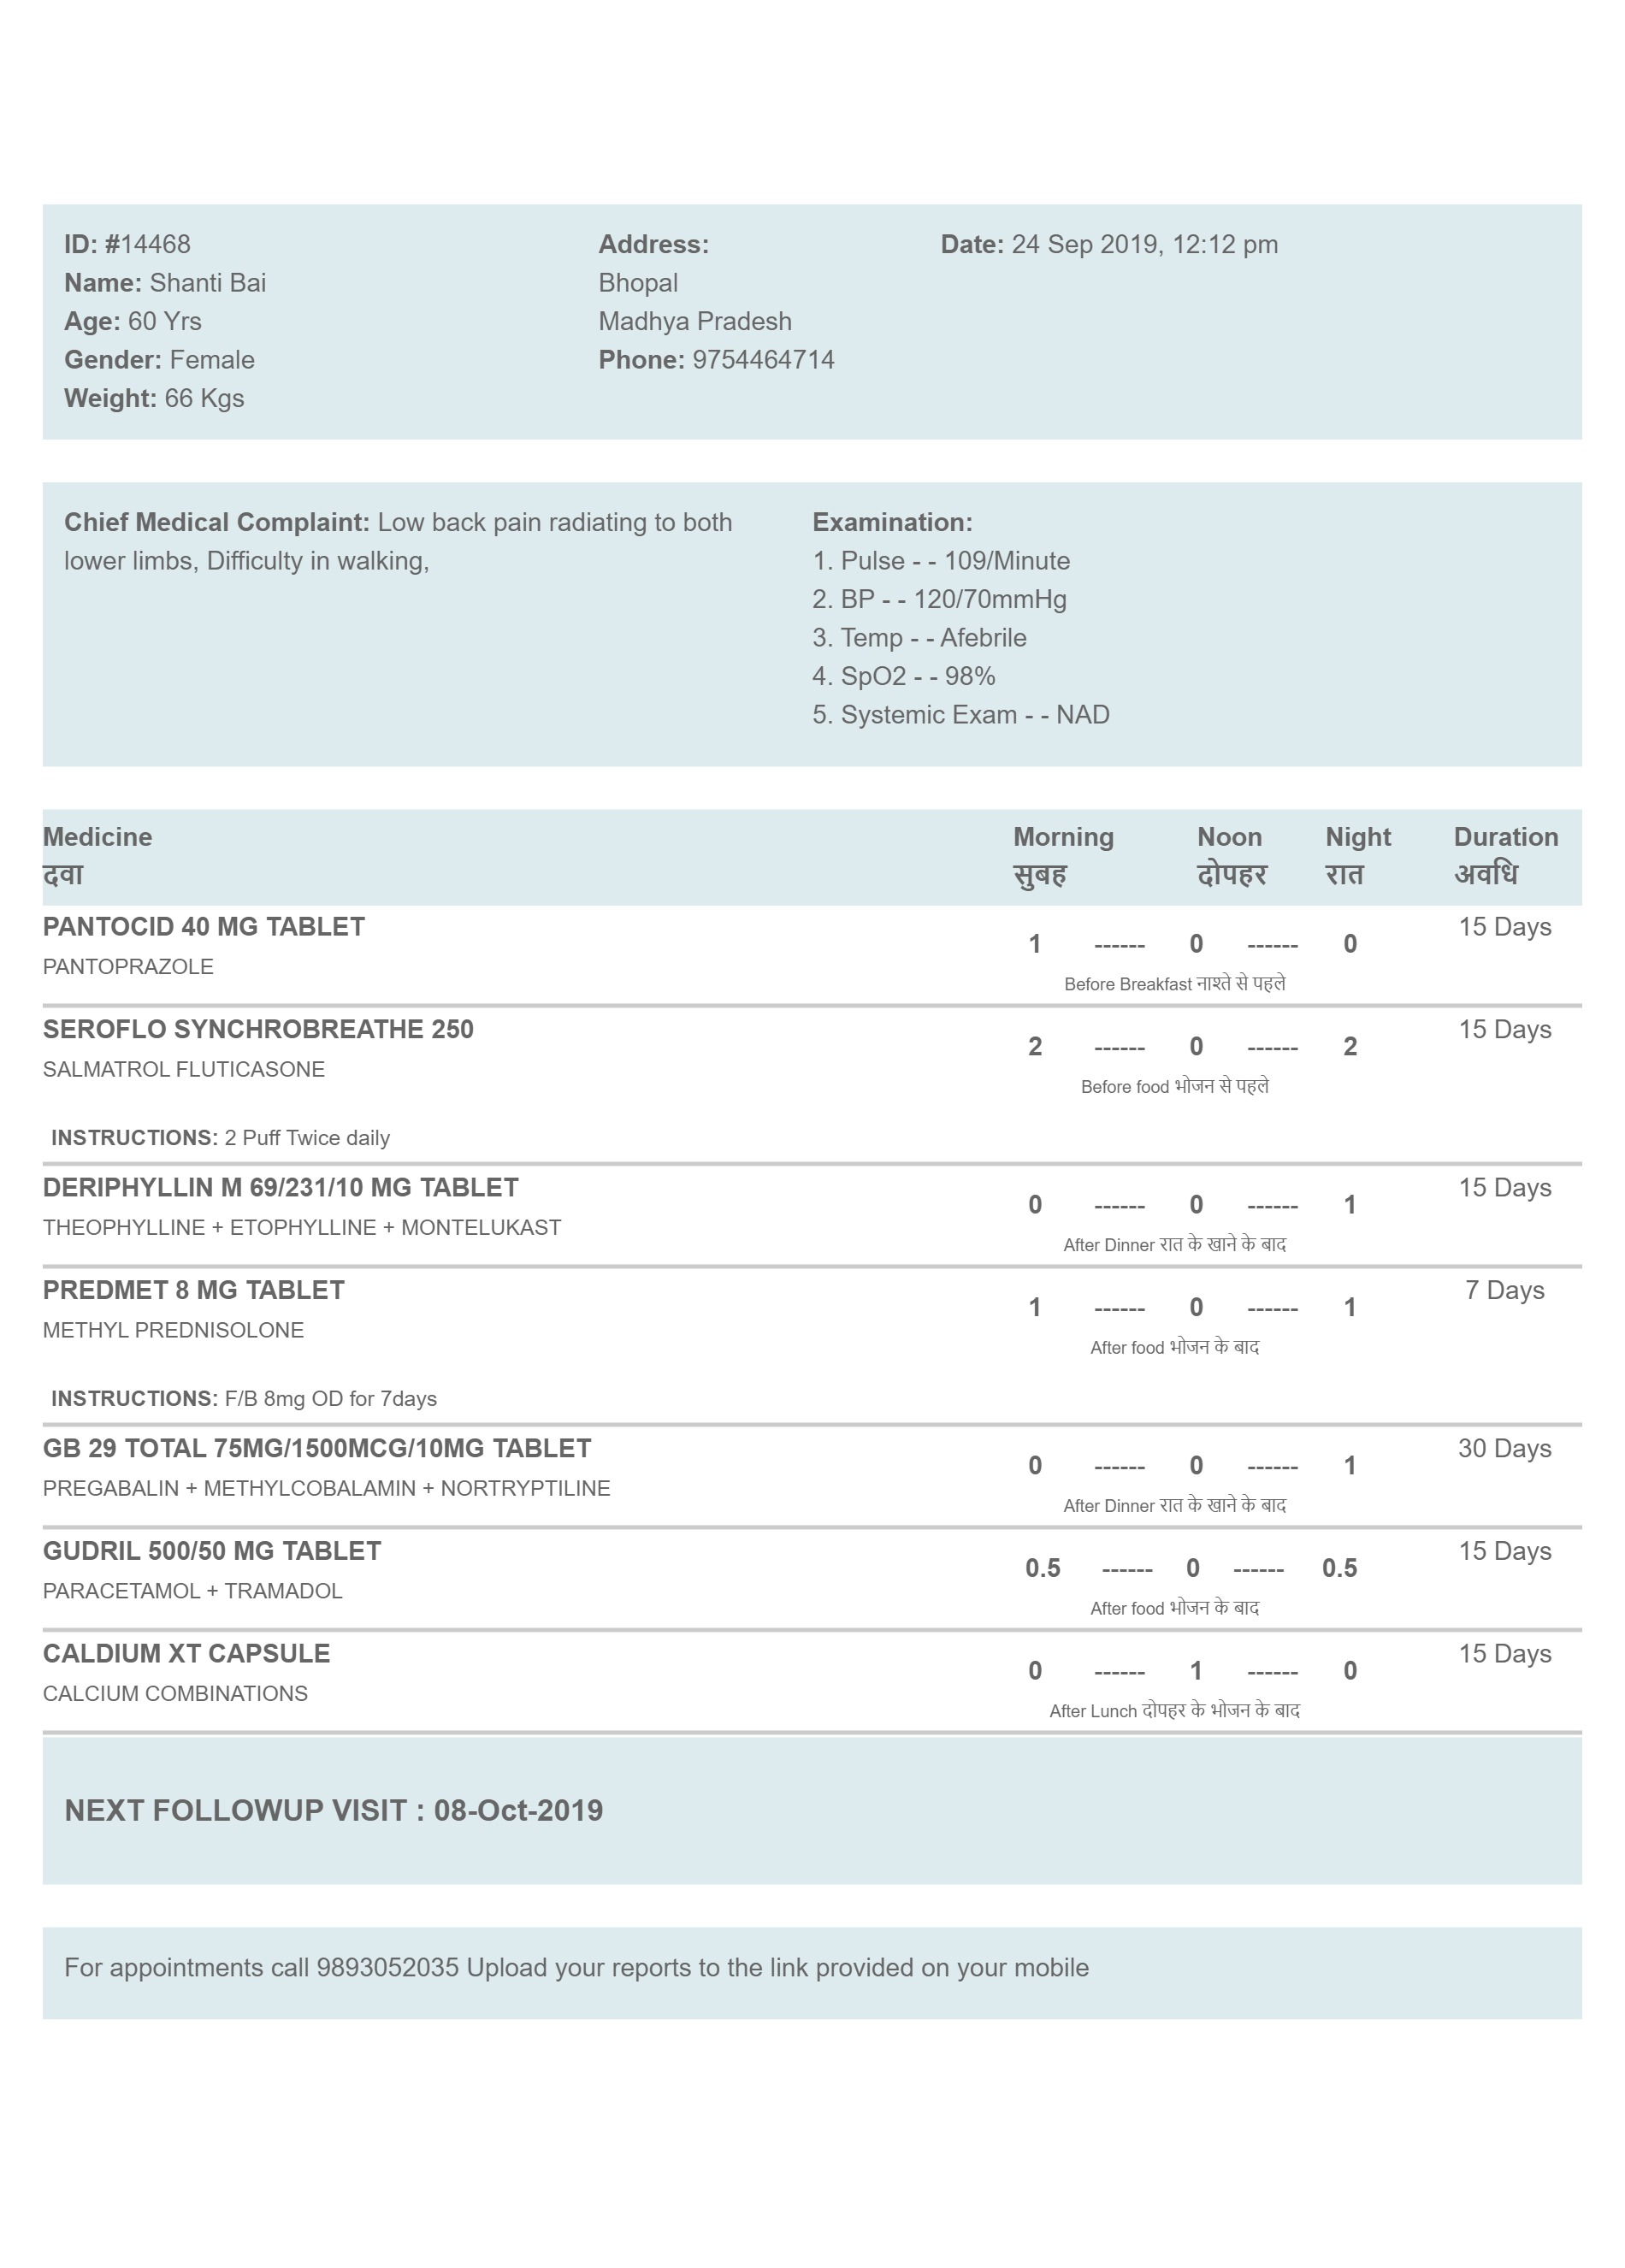 ID: #14468
Name: Shanti Bai
Age: 60 Yrs
Gender: Female
Weight: 66 Kgs
Address:
Bhopal
Madhya Pradesh
Phone: 9754464714
Date: 24 Sep 2019, 12:12 pm
Chief Medical Complaint: Low back pain radiating to both
lower limbs, Difficulty in walking,
Examination:
1. Pulse - - 109/Minute
2. BP - - 120/70mmHg
3. Temp - - Afebrile
4. SpO2 - - 98%
5. Systemic Exam - - NAD
Medicine Morning Noon Night Duration
दवा सुबह दोपहर रात अवधि
PANTOCID 40 MG TABLET 15 Days
1 ------ 0 ------ 0
PANTOPRAZOLE
Before Breakfast नाश्ते से पहले
SEROFLO SYNCHROBREATHE 250 15 Days
2 ------ 0 ------ 2
SALMATROL FLUTICASONE
Before food भोजन से पहले
INSTRUCTIONS: 2 Puff Twice daily
DERIPHYLLIN M 69/231/10 MG TABLET 15 Days
0 ------ 0 ------ 1
THEOPHYLLINE + ETOPHYLLINE + MONTELUKAST
After Dinner रात के खाने के बाद
PREDMET 8 MG TABLET 7 Days
1 ------ 0 ------ 1
METHYL PREDNISOLONE
After food भोजन के बाद
INSTRUCTIONS: F/B 8mg OD for 7days
GB 29 TOTAL 75MG/1500MCG/10MG TABLET 30 Days
0 ------ 0 ------ 1
PREGABALIN + METHYLCOBALAMIN + NORTRYPTILINE
After Dinner रात के खाने के बाद
GUDRIL 500/50 MG TABLET 15 Days
0.5 ------ 0 ------ 0.5
PARACETAMOL + TRAMADOL
After food भोजन के बाद
CALDIUM XT CAPSULE 15 Days
0 ------ 1 ------ 0
CALCIUM COMBINATIONS
After Lunch दोपहर के भोजन के बाद
NEXT FOLLOWUP VISIT : 08-Oct-2019
For appointments call 9893052035 Upload your reports to the link provided on your mobile